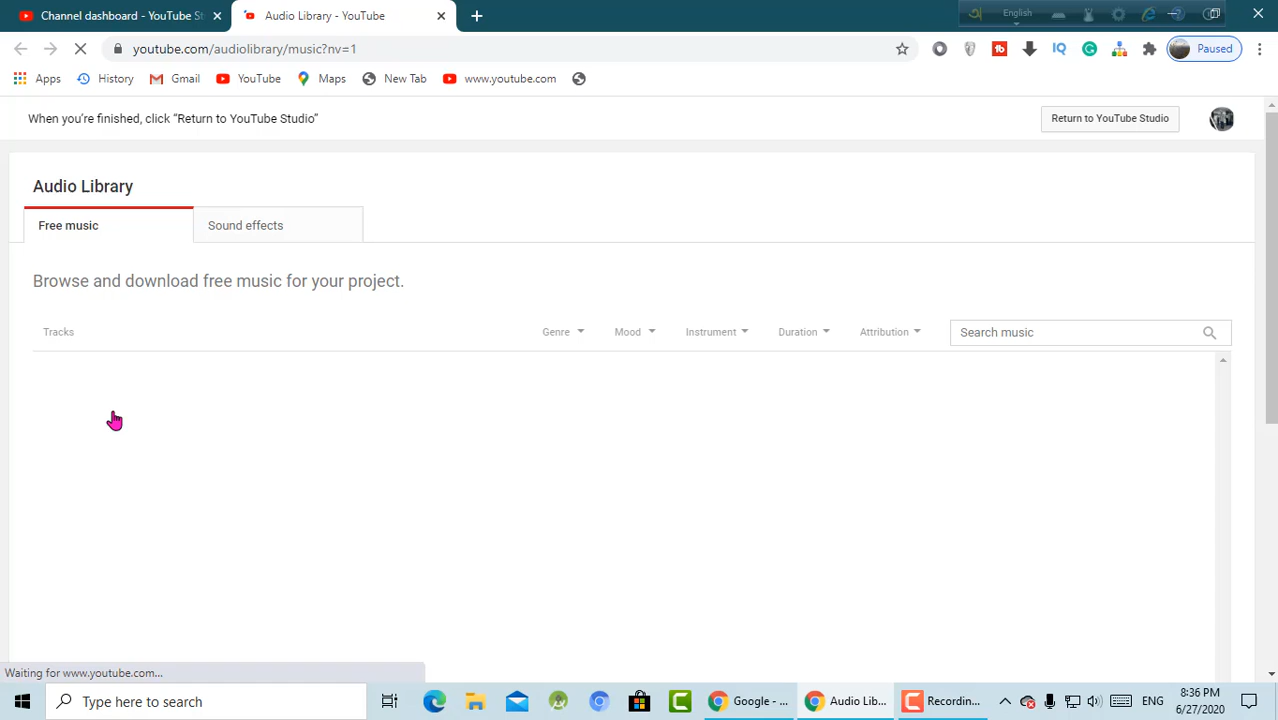 Channel dashboard - YouTube St
Audio Library - YouTube
English
youtube.com/audiolibrary/music?nv=1
Paused
Apps
History
Gmail
YouTube
Maps
New Tab
www.youtube.com
When you're finished, click "Return to YouTube Studio"
Return to YouTube Studio
Audio Library
Free music
Sound effects
Browse and download free music for your project.
Tracks
Genre
Mood
Instrument
Duration
Attribution
Search music
Waiting for www.youtube.com...
Type here to search
Google - ...
Audio Lib...
Recordin...
ENG
8:36 PM
6/27/2020